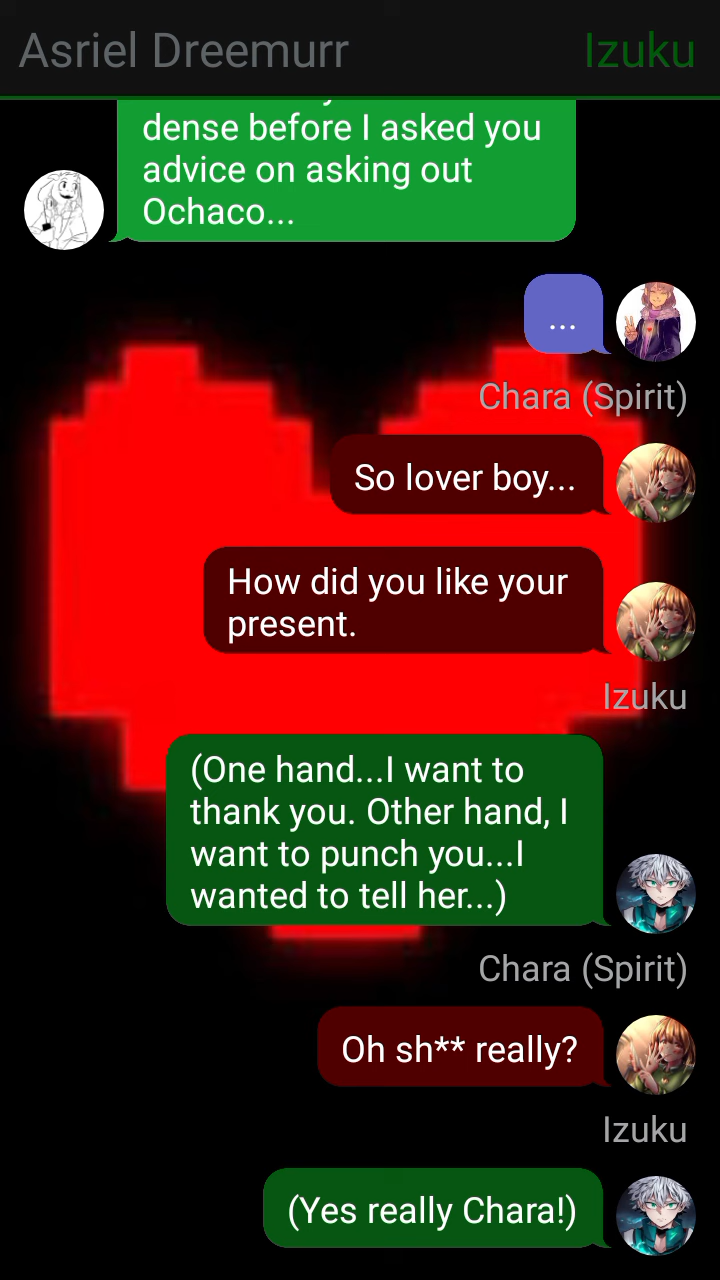 Asriel Dreemurr
Izuku
dense before I asked you
advice on asking out
Ochaco...
...
Chara (Spirit)
So lover boy...
How did you like your
present.
Izuku
(One hand...I want to
thank you. Other hand, I
want to punch you...I
wanted to tell her...)
Chara (Spirit)
Oh sh** really?
Izuku
(Yes really Chara!)